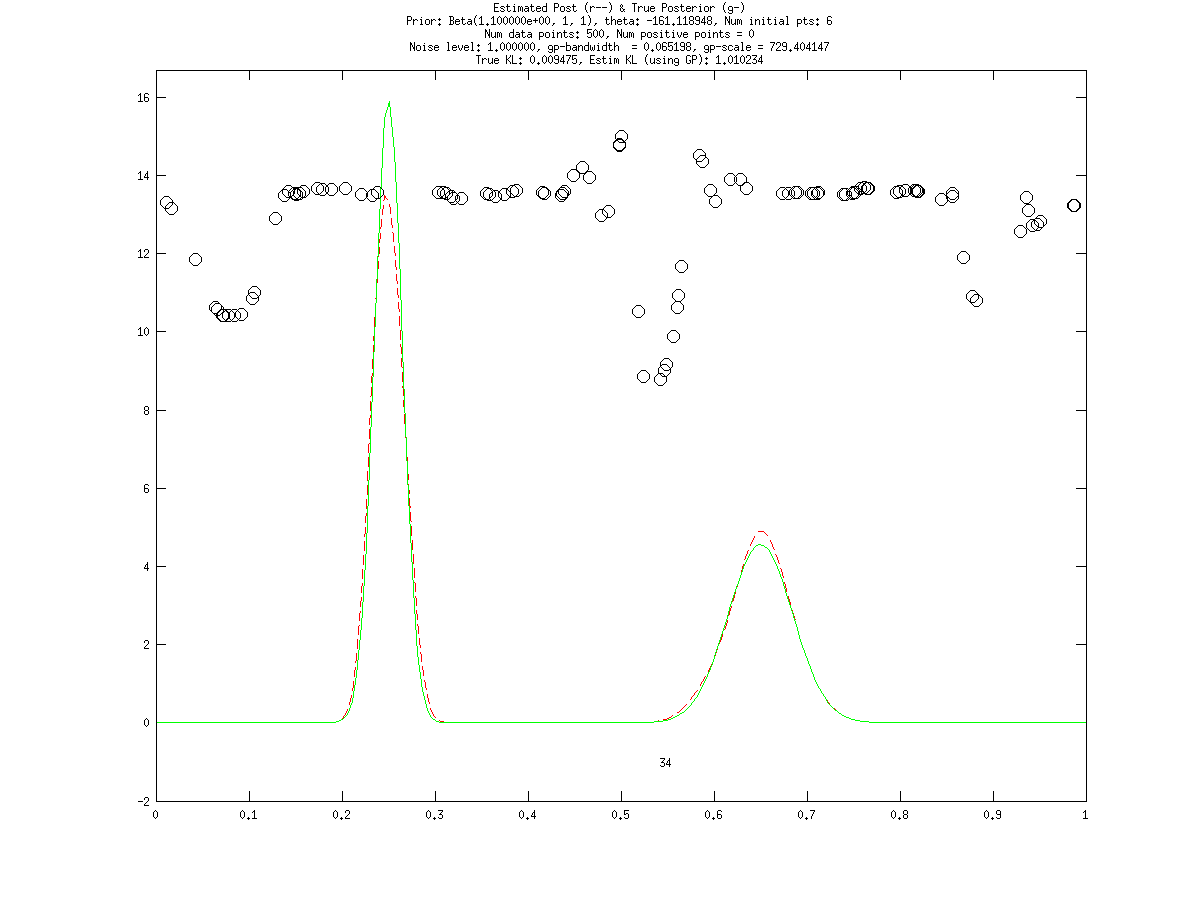 Estimated Post (r--) & True Posterior (g-)
Prior: Beta(1.100000e+00, 1, 1), theta: -161.118948, Num initial pts: 6
Num data points: 500, Num positive points = 0
Noise level: 1.000000, gp-bandwidth  = 0.065198, gp-scale = 729.404147
True KL: 0.009475, Estim KL (using GP): 1.010234
16
14
12
10
8
6
4
2
0
34
-2
0 0.1 0.2 0.3 0.4 0.5 0.6 0.7 0.8 0.9 1